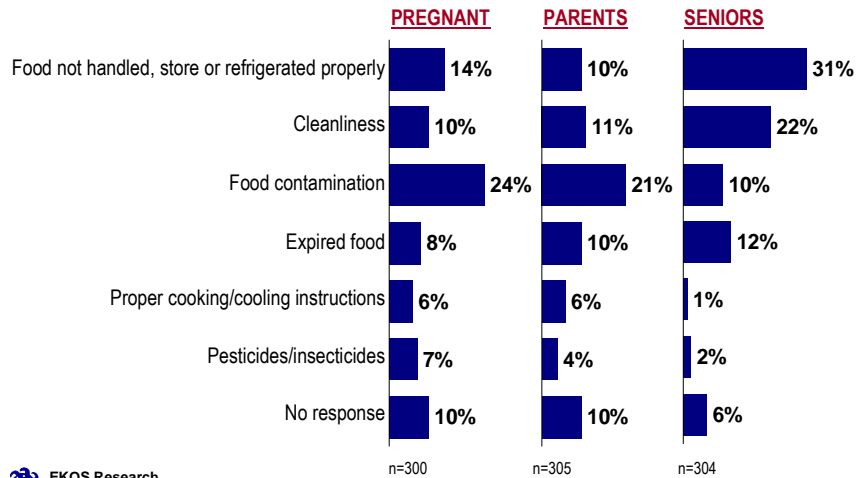 PREGNANT PARENTS SENIORS
Food not handled, store or refrigerated properly 14% 10% 31%
Cleanliness 10% 11% 22%
Food contamination 24% 21% 10%
Expired food 8% 10% 12%
Proper cooking/cooling instructions 6% 6% 1%
Pesticides/insecticides 7% 4% 2%
No response 10% 10% 6%
n=300 n=305 n=304
EKOS Research